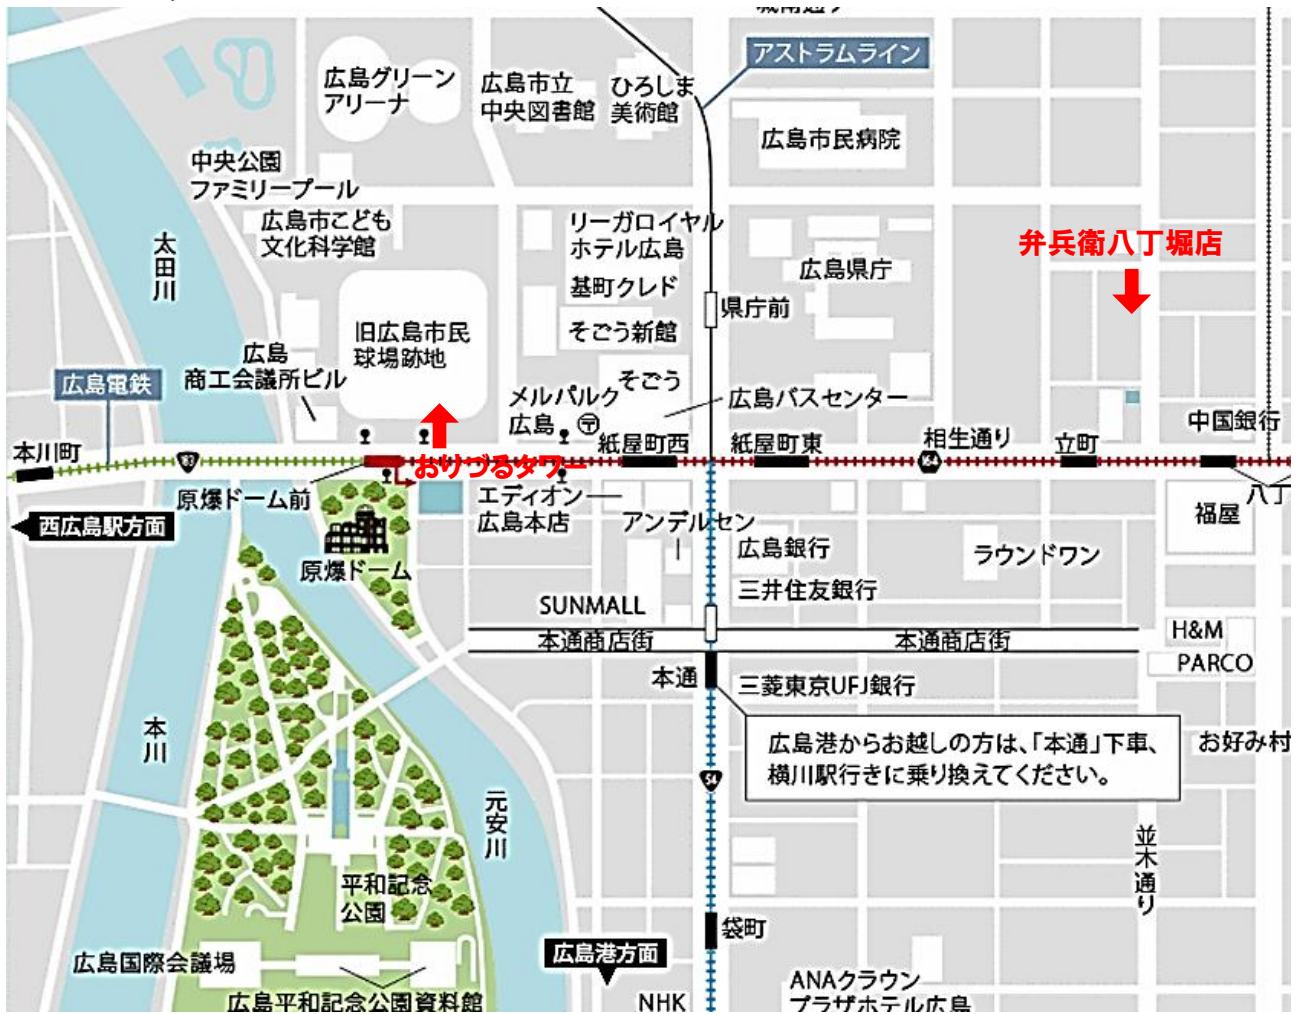 アストラムライン
広島グリーン
アリーナ
広島市立
中央図書館
ひろしま
美術館
広島市民病院
中央公園
ファミリープール
広島市こども
文化科学館
リーガロイヤル
ホテル広島
太田川
弁兵衛八丁堀店
基町クレド
広島県庁
県庁前
旧広島市民
球場跡地
そごう新館
広島
商工会議所ビル
広島電鉄
そごう
メルパルク
広島
広島バスセンター
中国銀行
本川町
紙屋町西
紙屋町東
相生通り
立町
おりづるタワー
原爆ドーム前
エディオン
広島本店
アンデルセン
八丁
福屋
西広島駅方面
原爆ドーム
広島銀行
ラウンドワン
三井住友銀行
SUNMALL
本通商店街
本通商店街
H&M
PARCO
本通
三菱東京UFJ銀行
本川
広島港からお越しの方は、「本通」下車、
横川駅行きに乗り換えてください。
お好み村
54
元安川
並木通り
平和記念
公園
袋町
広島国際会議場
広島港方面
広島平和記念公園資料館
NHK
ANAクラウン
プラザホテル広島